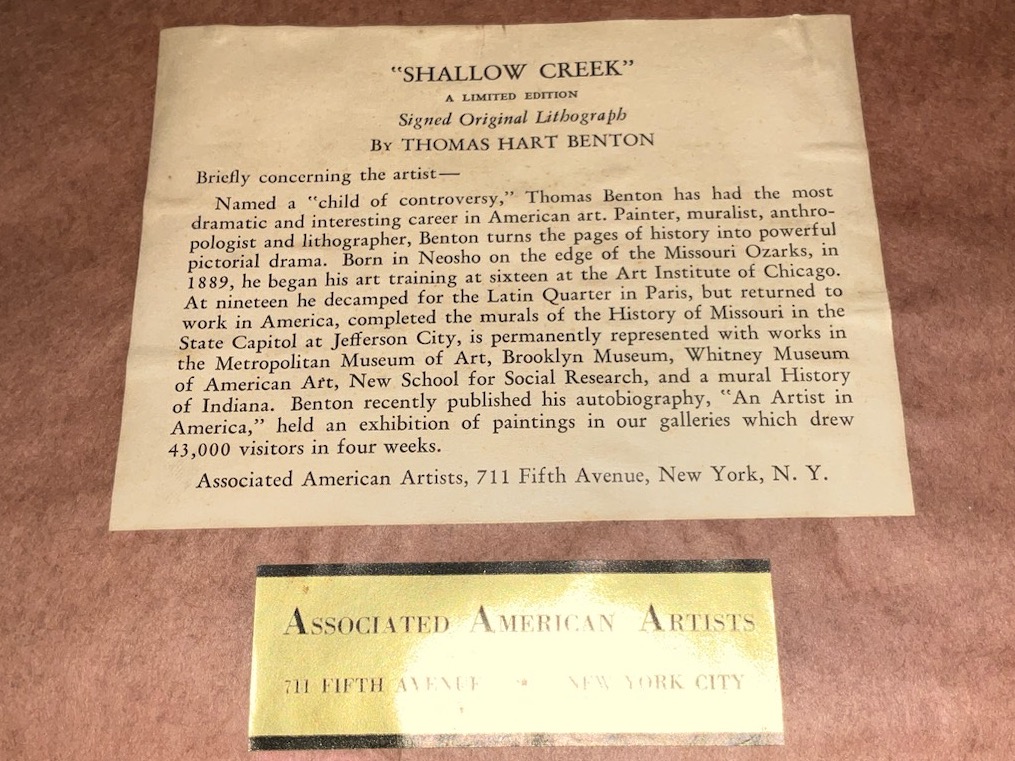 "SHALLOW CREEK"
A LIMITED EDITION
Signed Original Lithograph
BY THOMAS HART BENTON
Briefly concerning the artist—
Named a "child of controversy," Thomas Benton has had the most
dramatic and interesting career in American art. Painter, muralist, anthro-
pologist and lithographer, Benton turns the pages of history into powerful
pictorial drama. Born in Neosho on the edge of the Missouri Ozarks, in
1889, he began his art training at sixteen at the Art Institute of Chicago.
At nineteen he decamped for the Latin Quarter in Paris, but returned to
work in America, completed the murals of the History of Missouri in the
State Capitol at Jefferson City, is permanently represented with works in
the Metropolitan Museum of Art, Brooklyn Museum, Whitney Museum
of American Art, New School for Social Research, and a mural History
of Indiana. Benton recently published his autobiography, "An Artist in
America," held an exhibition of paintings in our galleries which drew
43,000 visitors in four weeks.
Associated American Artists, 711 Fifth Avenue, New York, N. Y.
ASSOCIATED AMERICAN ARTISTS
711 FIFTH AVENUE * NEW YORK CITY